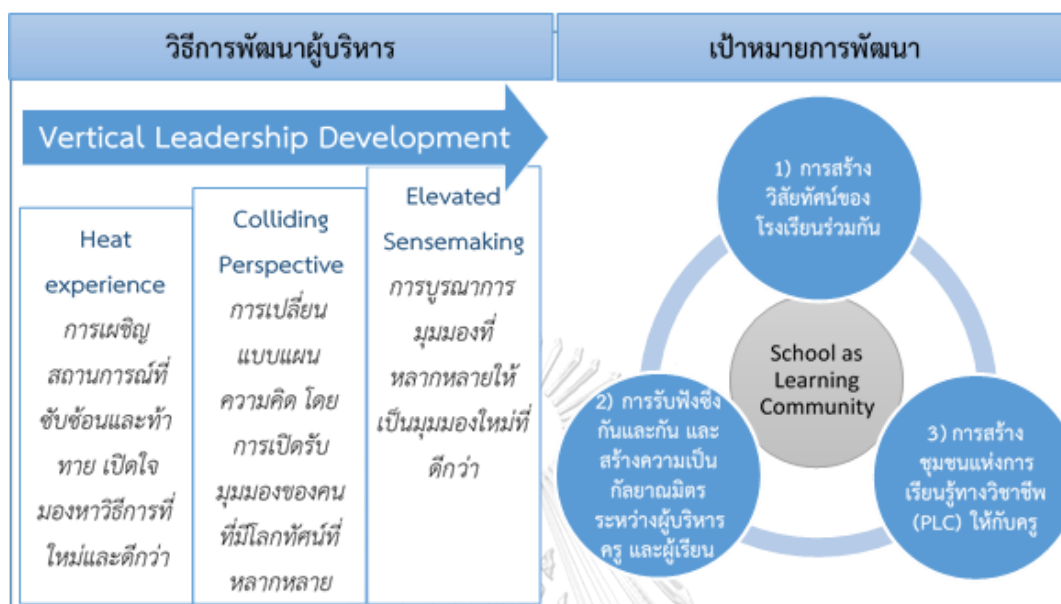 วิธีการพัฒนาผู้บริหาร
เป้าหมายการพัฒนา
Vertical Leadership Development
Heat
experience
การเผชิญ
สถานการณ์ที่
ซับซ้อนและท้า
ทาย เปิดใจ
มองหาวิธีการที่
ใหม่และดีกว่า
Colliding
Perspective
การเปลี่ยน
แบบแผน
ความคิด โดย
การเปิดรับ
มุมมองของคน
ที่มีโลกทัศน์ที่
หลากหลาย
Elevated
Sensemaking
การบูรณาการ
มุมมองที่
หลากหลายให้
เป็นมุมมองใหม่ที่
ดีกว่า
1) การสร้าง
วิสัยทัศน์ของ
โรงเรียนร่วมกัน
School as
Learning
Community
2) การรับฟังซึ่ง
กันและกัน และ
สร้างความเป็น
กัลยาณมิตร
ระหว่างผู้บริหาร
ครู และผู้เรียน
3) การสร้าง
ชุมชนแห่งการ
เรียนรู้ทางวิชาชีพ
(PLC) ให้กับครู